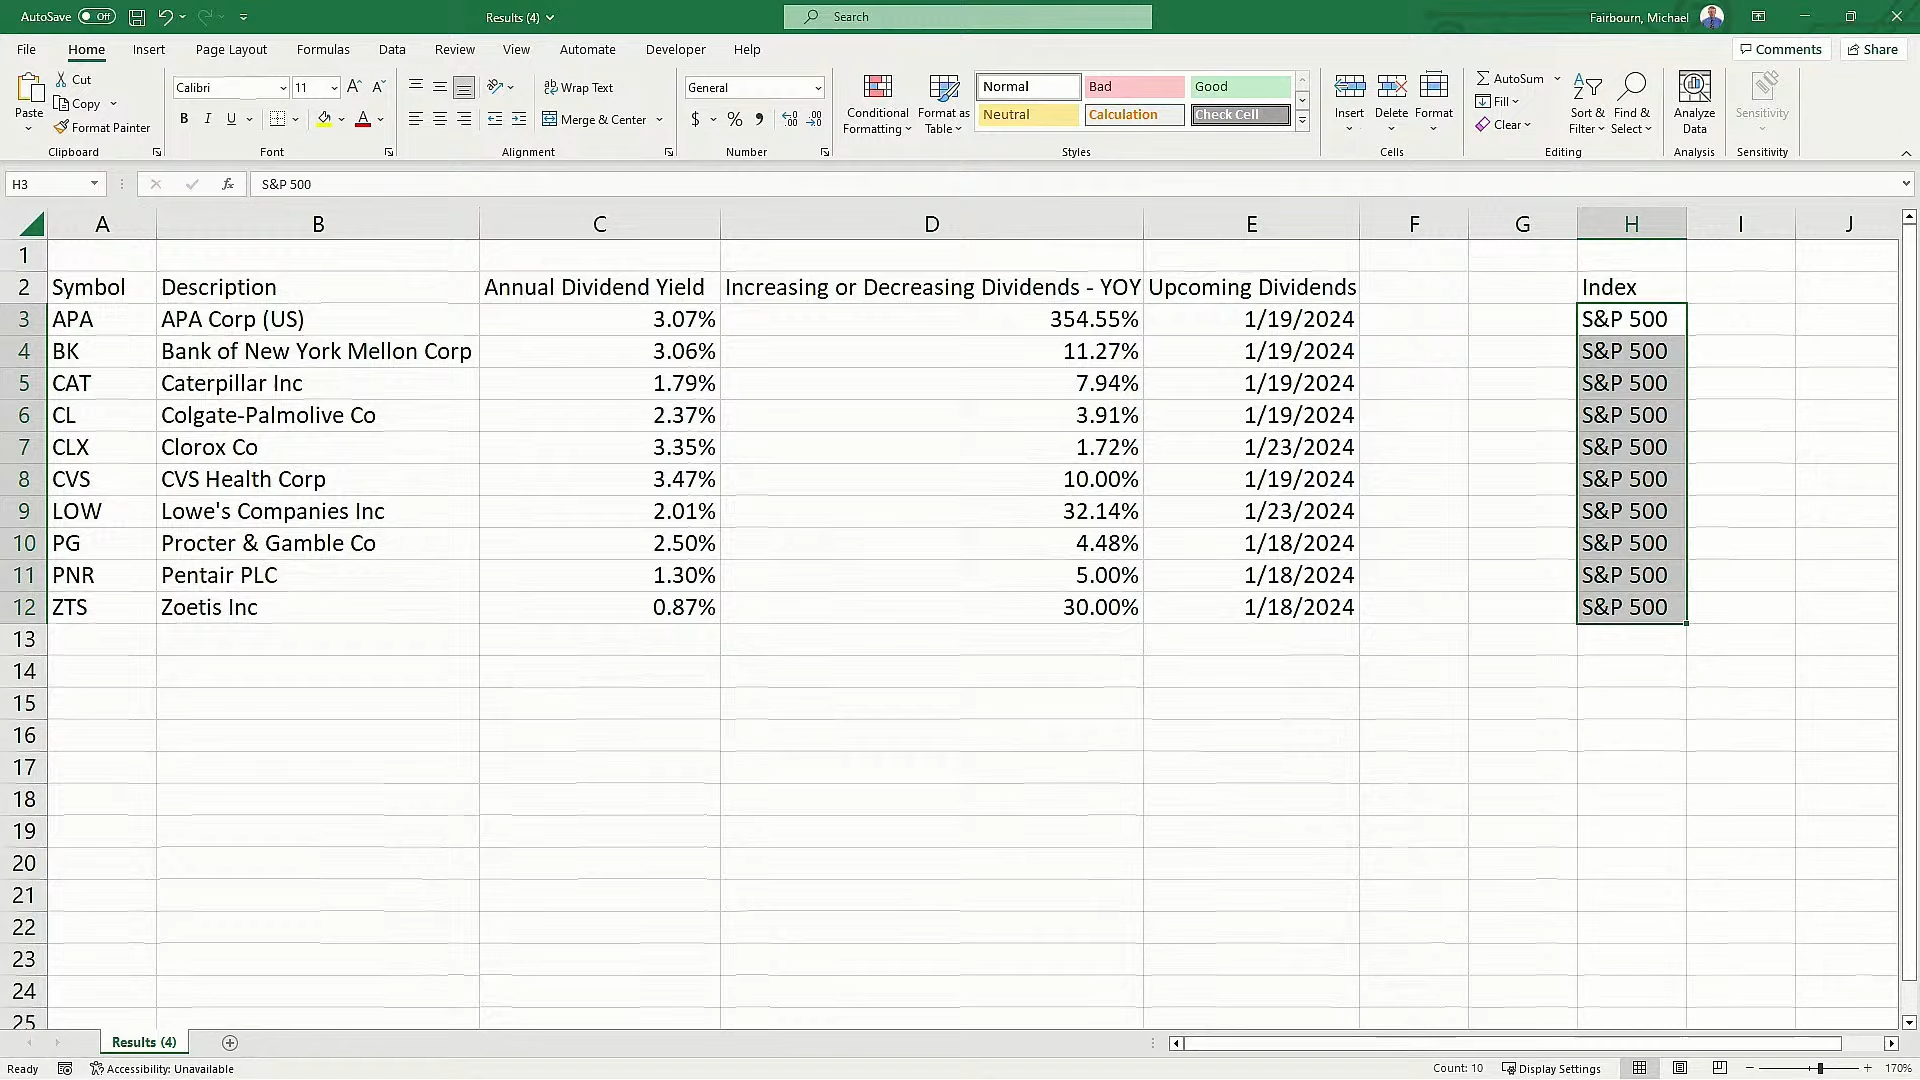 AutoSave Off Results (4) Search Fairbourn, Michael
File Home Insert Page Layout Formulas Data Review View Automate Developer Help Comments Share
Paste Cut Copy Format Painter Clipboard
Calibri 11 B I U A A A Font
ab Wrap Text Merge & Center Alignment
General $ % 9 .00 .00 Number
Conditional Formatting Format as Table Normal Bad Good Neutral Calculation Check Cell Styles
Insert Delete Format Cells
AutoSum Fill Clear Sort & Filter Find & Select Editing
Analyze Data Analysis
Sensitivity Sensitivity
H3 fx S&P 500
A B C D E F G H I J
1
2 Symbol Description Annual Dividend Yield Increasing or Decreasing Dividends - YOY Upcoming Dividends Index
3 APA APA Corp (US) 3.07% 354.55% 1/19/2024 S&P 500
4 BK Bank of New York Mellon Corp 3.06% 11.27% 1/19/2024 S&P 500
5 CAT Caterpillar Inc 1.79% 7.94% 1/19/2024 S&P 500
6 CL Colgate-Palmolive Co 2.37% 3.91% 1/19/2024 S&P 500
7 CLX Clorox Co 3.35% 1.72% 1/23/2024 S&P 500
8 CVS CVS Health Corp 3.47% 10.00% 1/19/2024 S&P 500
9 LOW Lowe's Companies Inc 2.01% 32.14% 1/23/2024 S&P 500
10 PG Procter & Gamble Co 2.50% 4.48% 1/18/2024 S&P 500
11 PNR Pentair PLC 1.30% 5.00% 1/18/2024 S&P 500
12 ZTS Zoetis Inc 0.87% 30.00% 1/18/2024 S&P 500
13
14
15
16
17
18
19
20
21
22
23
24
25
Results (4)
Ready Accessibility: Unavailable Count: 10 Display Settings 170%